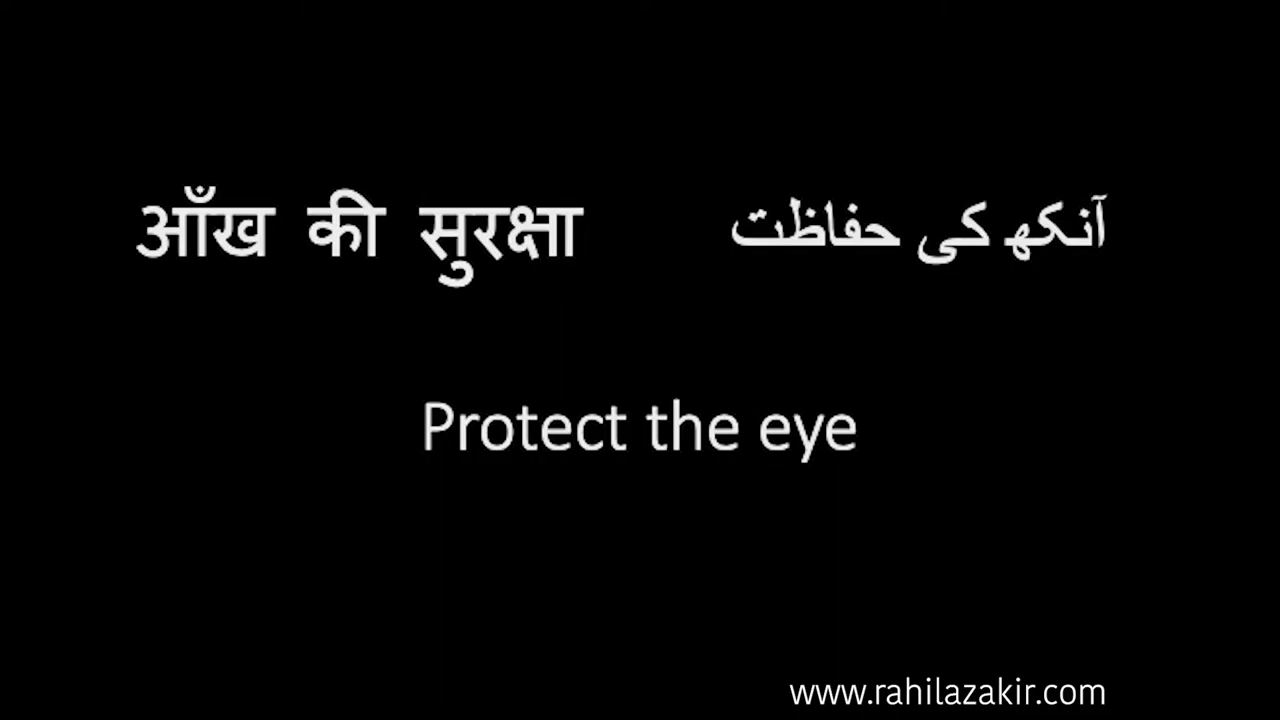 आँख की सुरक्षा
آنکھ کی حفاظت
Protect the eye
www.rahilazakir.com